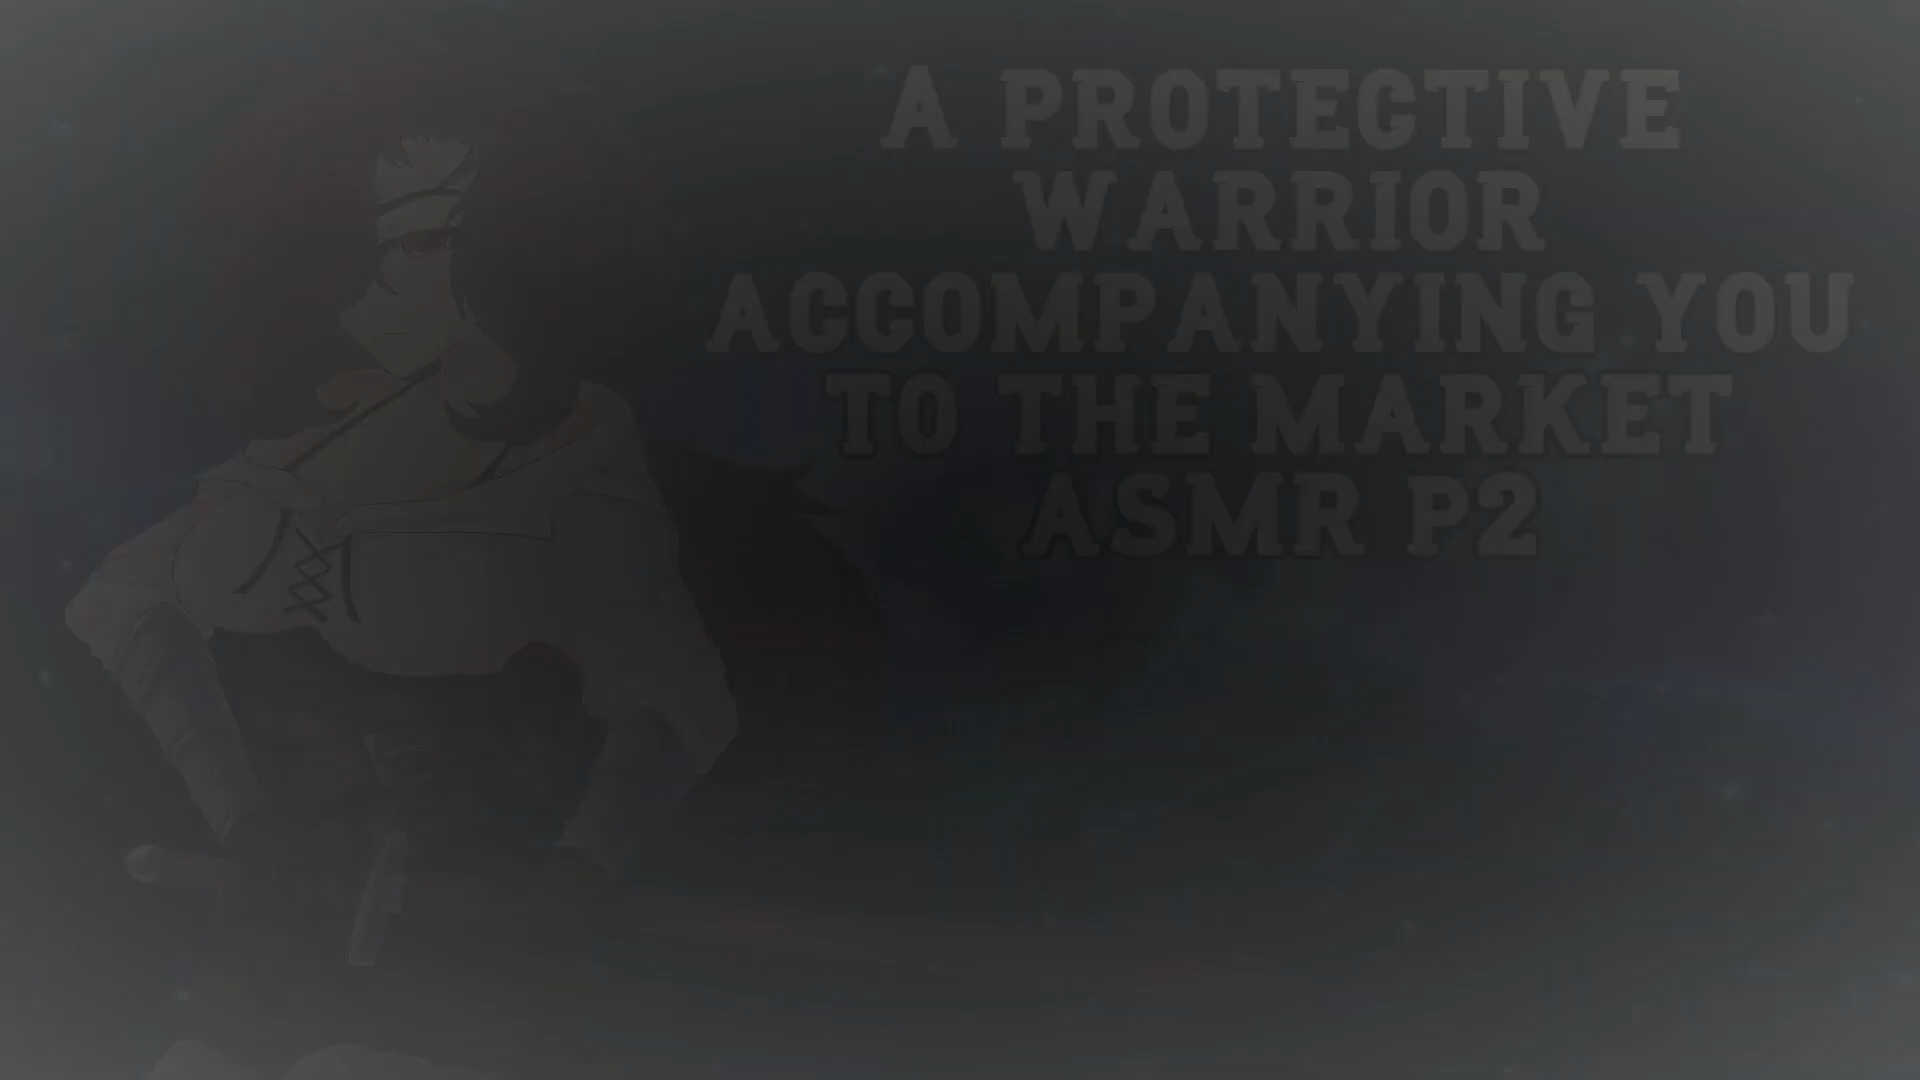 A PROTECTIVE
WARRIOR
ACCOMPANYING YOU
TO THE MARKET
ASMR P2